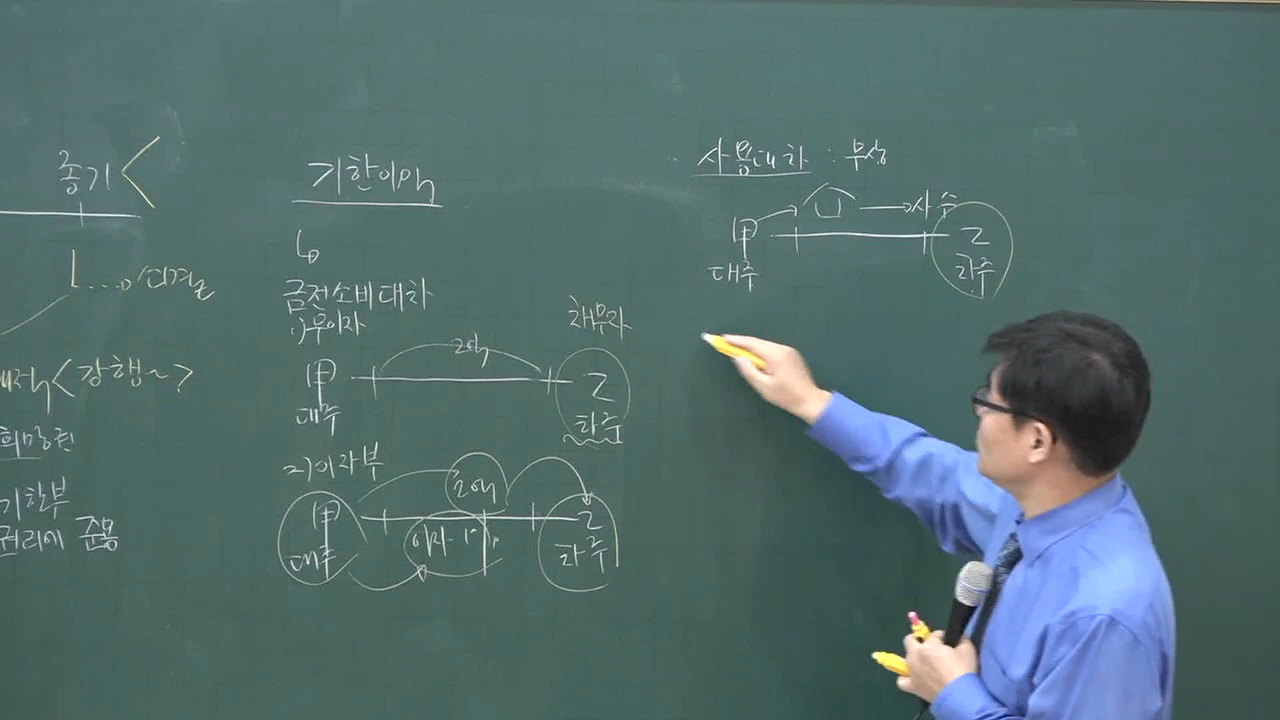 종기
강행~?
희망권
기한부
권리에 준용
기한이익
금전소비대차
1) 무이자
채무자
甲
乙
대주
차주
2) 이자부
甲
이자
乙
대주
차주
사용대차 : 무상
사용
甲
乙
대주
차주